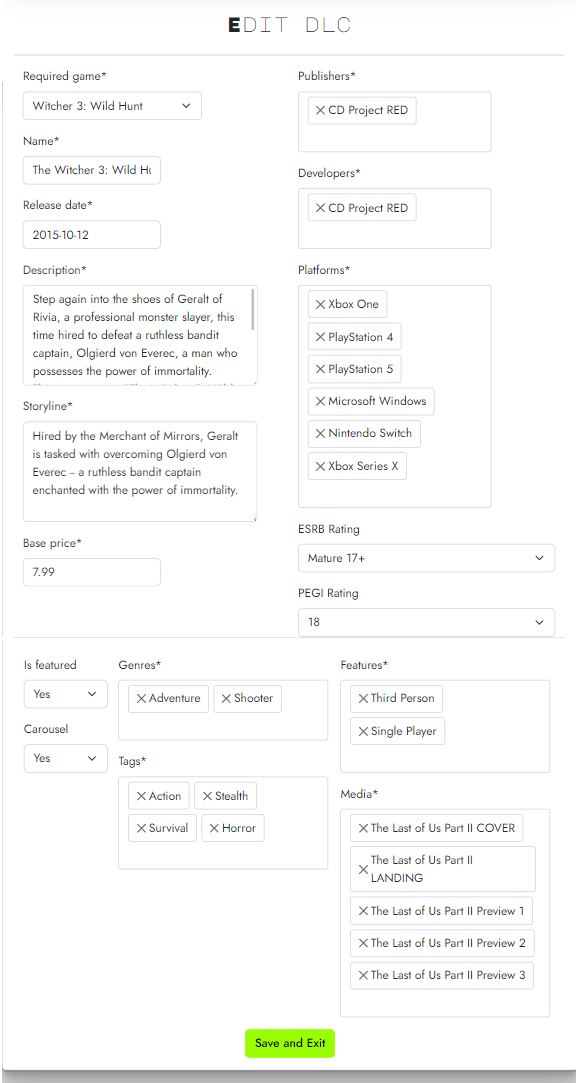 EDIT DLC
Required game*
Witcher 3: Wild Hunt
Name*
The Witcher 3: Wild Hu
Release date*
2015-10-12
Description*
Step again into the shoes of Geralt of
Rivia, a professional monster slayer, this
time hired to defeat a ruthless bandit
captain, Olgierd von Everec, a man who
possesses the power of immortality.
Storyline*
Hired by the Merchant of Mirrors, Geralt
is tasked with overcoming Olgierd von
Everec – a ruthless bandit captain
enchanted with the power of immortality.
Base price*
7.99
Publishers*
CD Project RED
Developers*
CD Project RED
Platforms*
Xbox One
PlayStation 4
PlayStation 5
Microsoft Windows
Nintendo Switch
Xbox Series X
ESRB Rating
Mature 17+
PEGI Rating
18
Is featured
Yes
Carousel
Yes
Genres*
Adventure
Shooter
Tags*
Action
Stealth
Survival
Horror
Features*
Third Person
Single Player
Media*
The Last of Us Part II COVER
The Last of Us Part II
LANDING
The Last of Us Part II Preview 1
The Last of Us Part II Preview 2
The Last of Us Part II Preview 3
Save and Exit